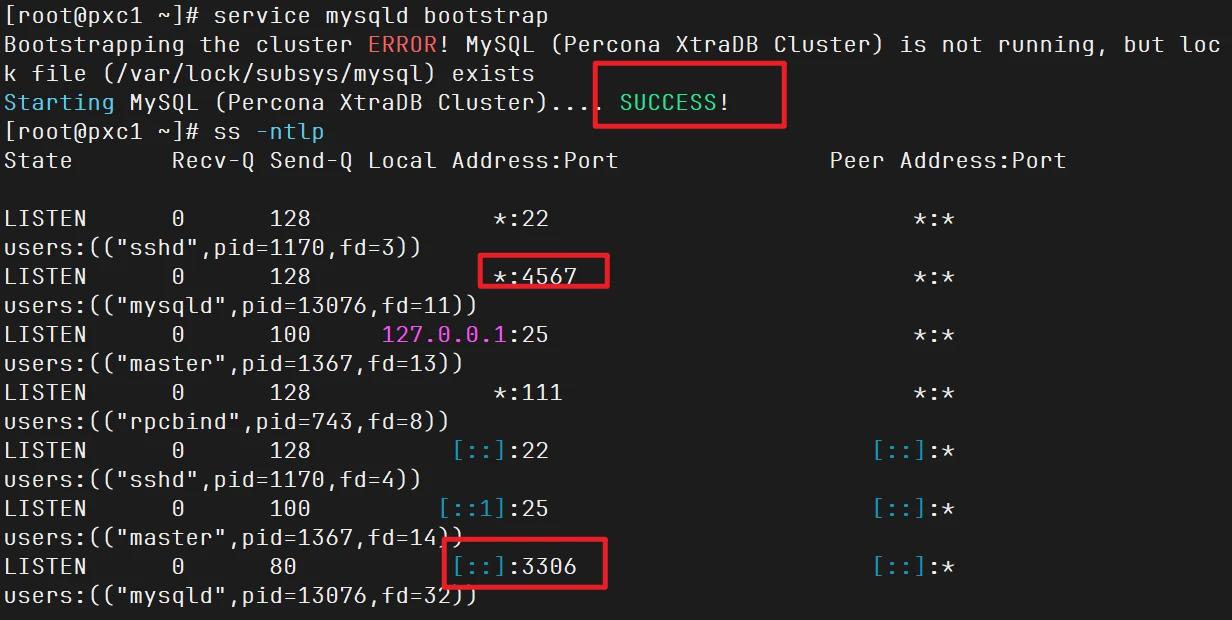 [root@pxc1 ~]# service mysqld bootstrap
Bootstrapping the cluster ERROR! MySQL (Percona XtraDB Cluster) is not running, but loc
k file (/var/lock/subsys/mysql) exists
Starting MySQL (Percona XtraDB Cluster).... SUCCESS!
[root@pxc1 ~]# ss -ntlp
State Recv-Q Send-Q Local Address:Port Peer Address:Port
LISTEN 0 128 *:22 *:*
users:(("sshd",pid=1170,fd=3))
LISTEN 0 128 *:4567 *:*
users:(("mysqld",pid=13076,fd=11))
LISTEN 0 100 127.0.0.1:25 *:*
users:(("master",pid=1367,fd=13))
LISTEN 0 128 *:111 *:*
users:(("rpcbind",pid=743,fd=8))
LISTEN 0 128 [::]:22 [::]:*
users:(("sshd",pid=1170,fd=4))
LISTEN 0 100 [::1]:25 [::]:*
users:(("master",pid=1367,fd=14))
LISTEN 0 80 [::]:3306 [::]:*
users:(("mysqld",pid=13076,fd=32))